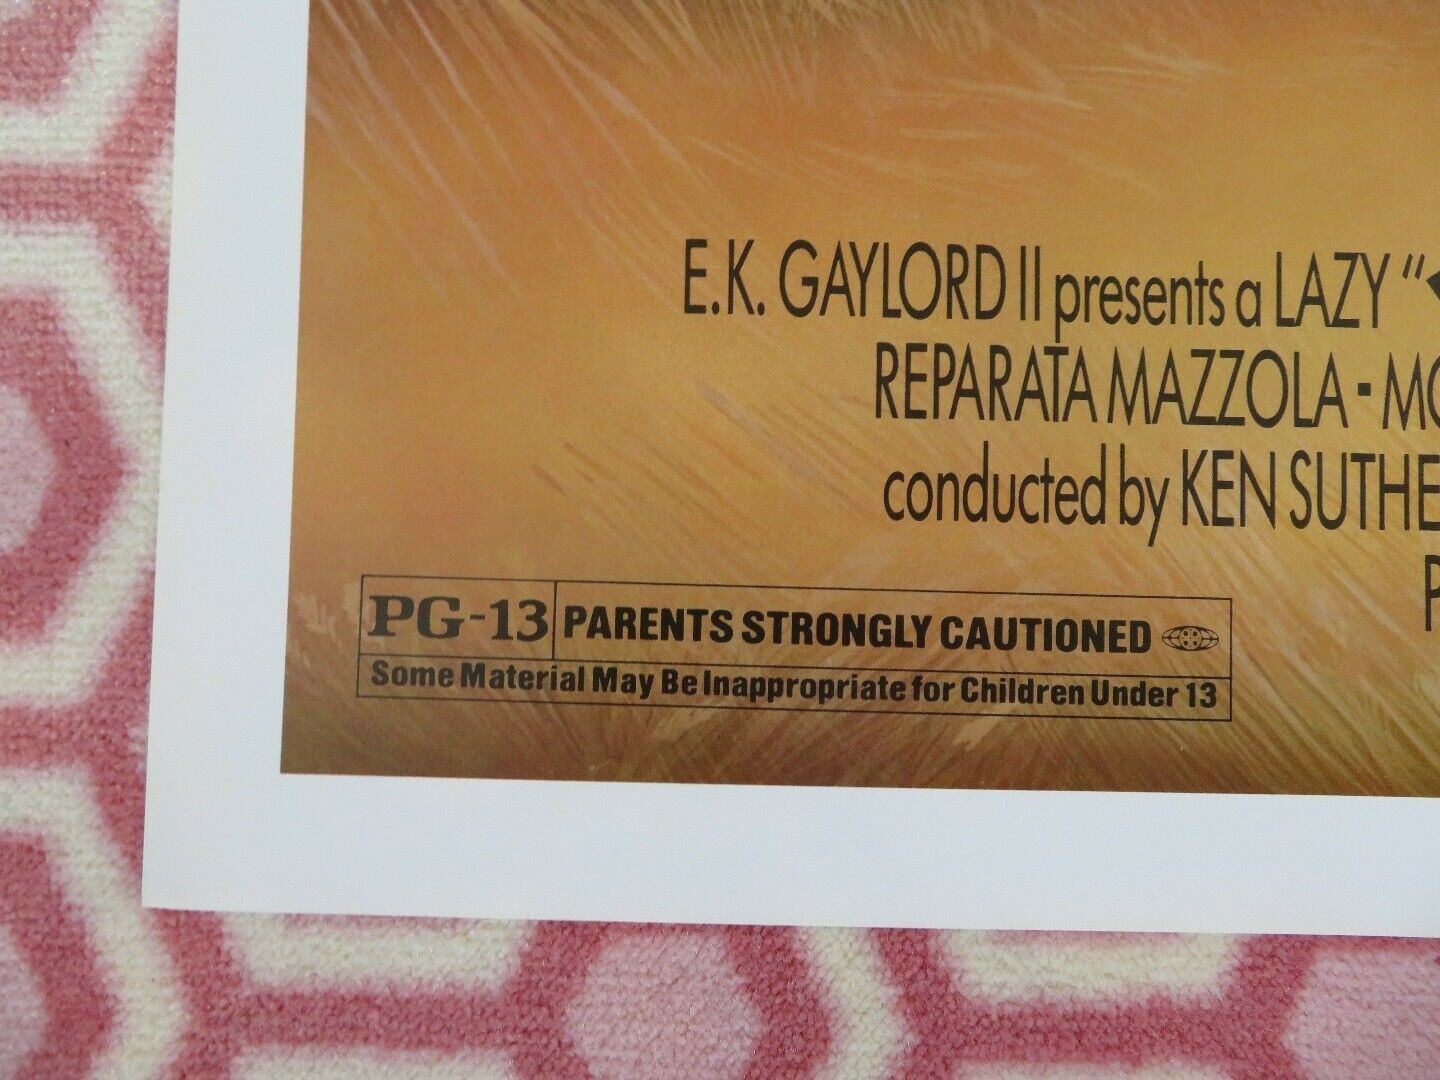 E.K. GAYLORD II presents a LAZY "
REPARATA MAZZOLA -
conducted by KEN
PG-13 PARENTS STRONGLY CAUTIONED
Some Material May Be Inappropriate for Children Under 13